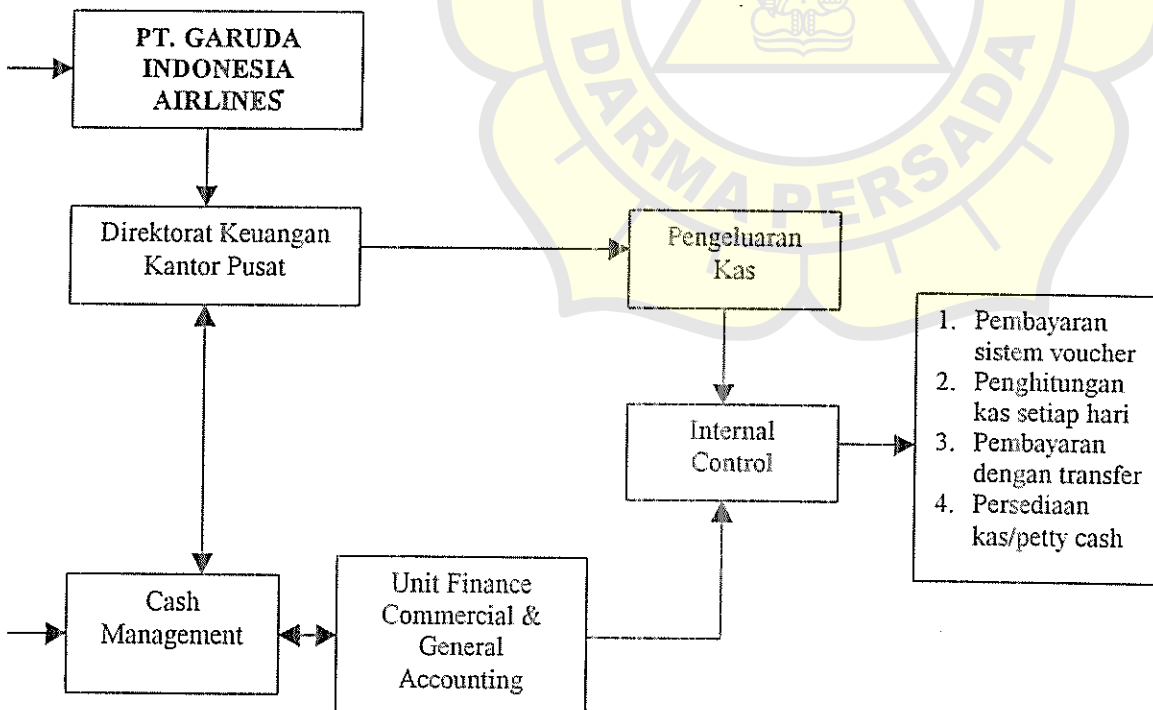 PT. GARUDA
INDONESIA
AIRLINES
DARMA PERSADA
Direktorat Keuangan
Kantor Pusat
Pengeluaran
Kas
1. Pembayaran
sistem voucher
2. Penghitungan
kas setiap hari
3. Pembayaran
dengan transfer
4. Persediaan
kas/petty cash
Internal
Control
Cash
Management
Unit Finance
Commercial &
General
Accounting